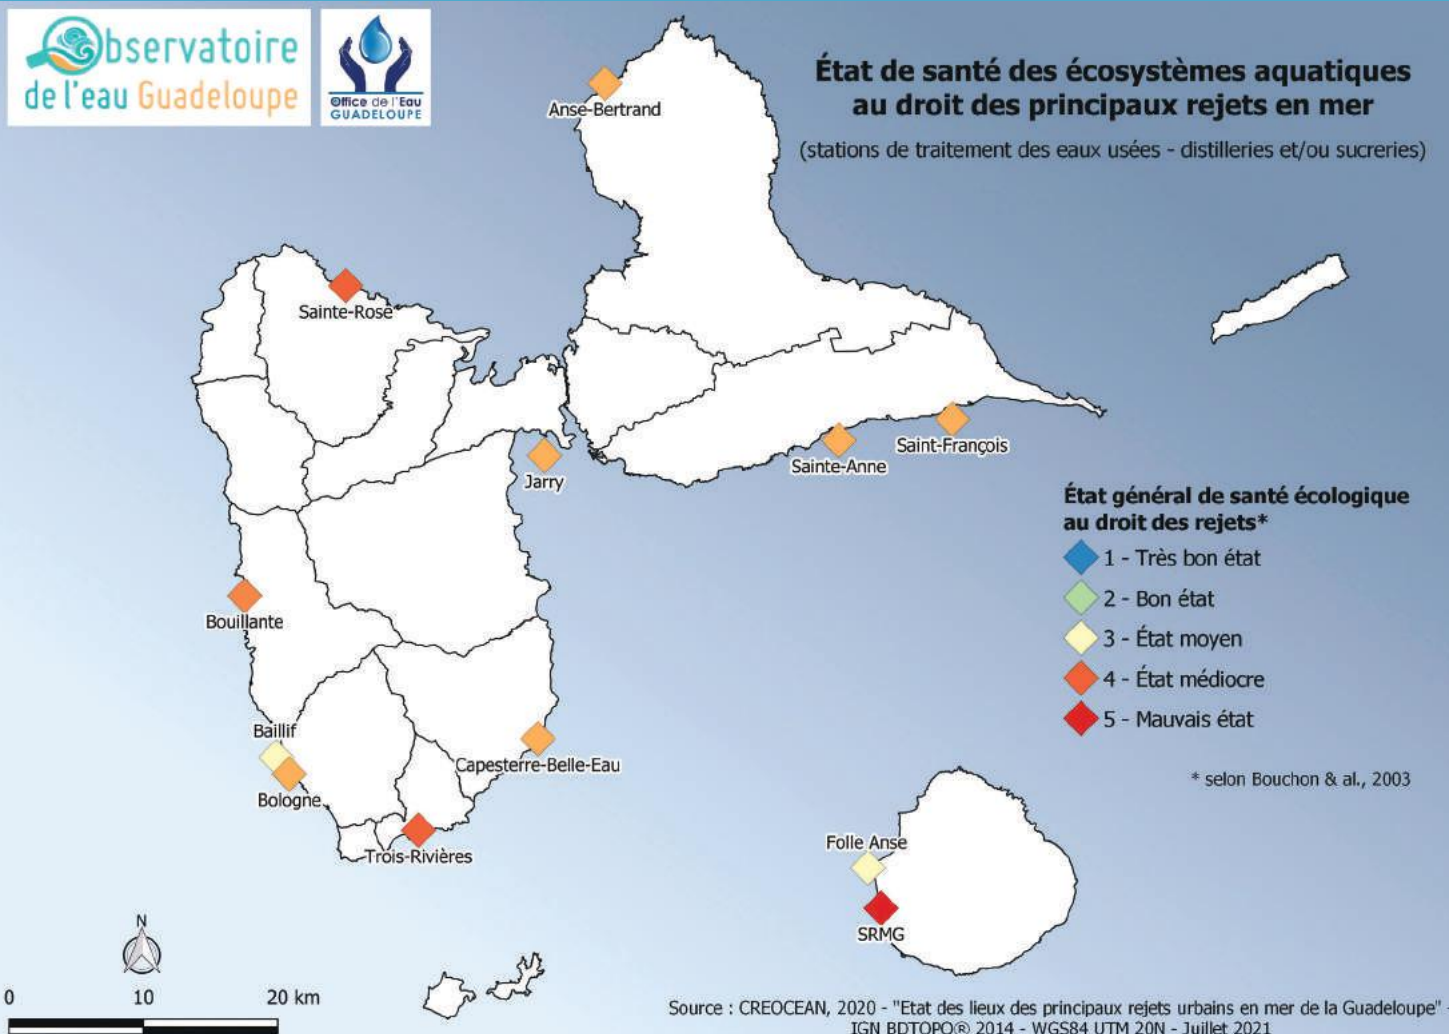 Observatoire
de l'eau Guadeloupe
Office de l'Eau
GUADELOUPE
État de santé des écosystèmes aquatiques
au droit des principaux rejets en mer
(stations de traitement des eaux usées - distilleries et/ou sucreries)
Anse-Bertrand
Sainte-Rose
Saint-François
Sainte-Anne
Jarry
Bouillante
Baillif
Bologne
Capesterre-Belle-Eau
Trois-Rivières
Folle Anse
SRMG
État général de santé écologique
au droit des rejets*
1 - Très bon état
2 - Bon état
3 - État moyen
4 - État médiocre
5 - Mauvais état
* selon Bouchon & al., 2003
N
0 10 20 km
Source : CREOCEAN, 2020 - "Etat des lieux des principaux rejets urbains en mer de la Guadeloupe" -
IGN BDTOPO® 2014 - WGS84 UTM 20N - Juillet 2021